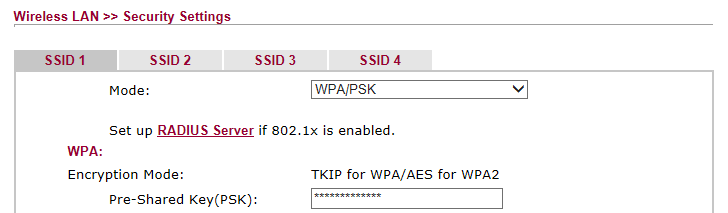 Wireless LAN >> Security Settings
SSID 1 SSID 2 SSID 3 SSID 4
Mode: WPA/PSK
Set up RADIUS Server if 802.1x is enabled.
WPA:
Encryption Mode: TKIP for WPA/AES for WPA2
Pre-Shared Key(PSK): *************